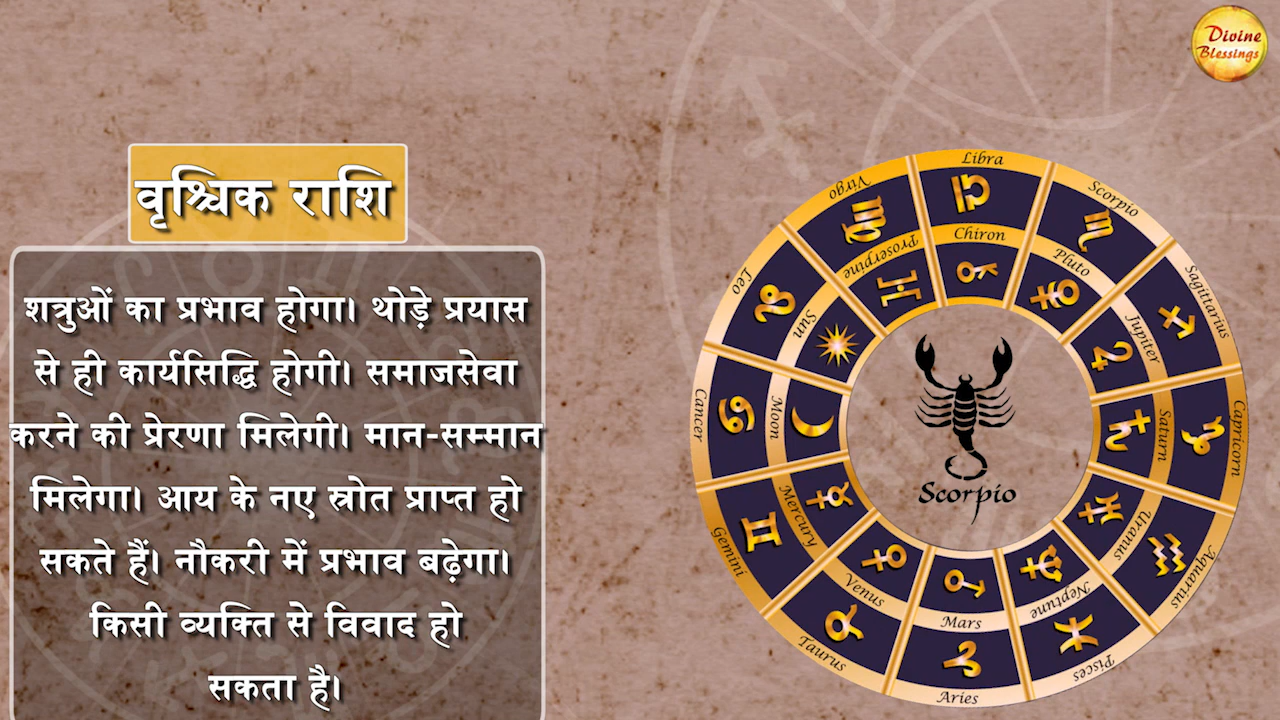 Divine
Blessings
वृश्चिक राशि
शत्रुओं का प्रभाव होगा। थोड़े प्रयास
से ही कार्यसिद्धि होगी। समाजसेवा
करने की प्रेरणा मिलेगी। मान-सम्मान
मिलेगा। आय के नए स्रोत प्राप्त हो
सकते हैं। नौकरी में प्रभाव बढ़ेगा।
किसी व्यक्ति से विवाद हो
सकता है।
Libra
Scorpio
Sagittarius
Capricorn
Aquarius
Pisces
Aries
Taurus
Gemini
Cancer
Leo
Virgo
Chiron
Pluto
Jupiter
Saturn
Uranus
Neptune
Mars
Venus
Mercury
Moon
Sun
Proserpine
Scorpio